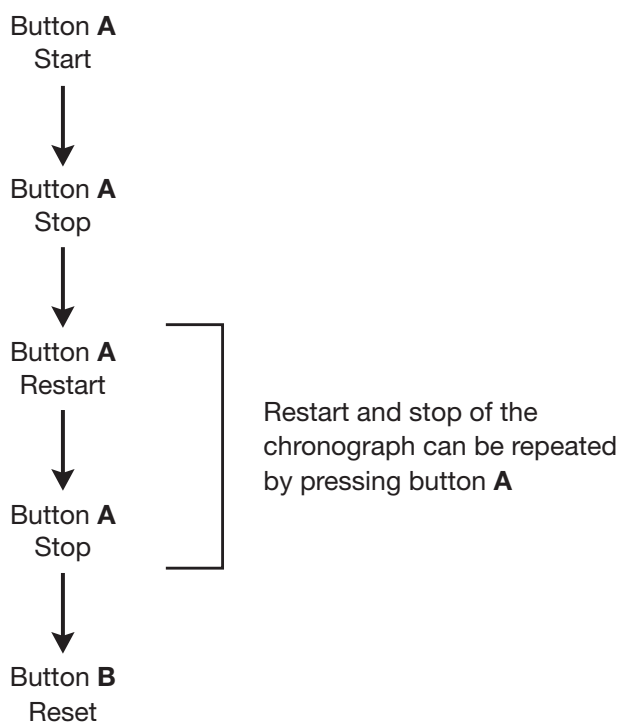 Button A
Start
Button A
Stop
Button A
Restart
Restart and stop of the
chronograph can be repeated
by pressing button A
Button A
Stop
Button B
Reset